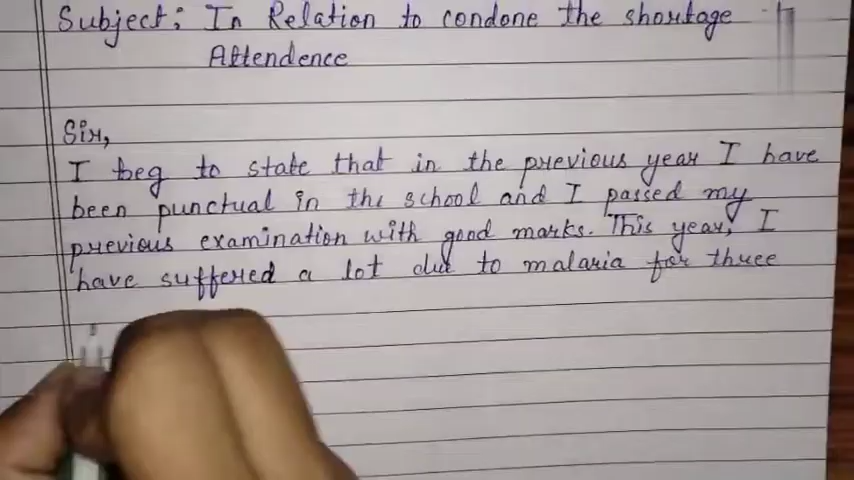 Subject: In Relation to condone the shortage
Attendence
Sir,
I beg to state that in the previous year I have
been punctual in the school and I passed my
previous examination with good marks. This year, I
have suffered a lot due to malaria for three